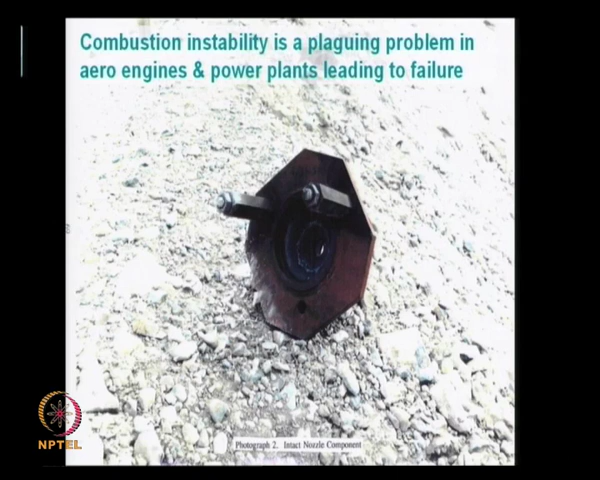 Combustion instability is a plaguing problem in
aero engines & power plants leading to failure
Photograph 2. Intact Nozzle Component
NPTEL